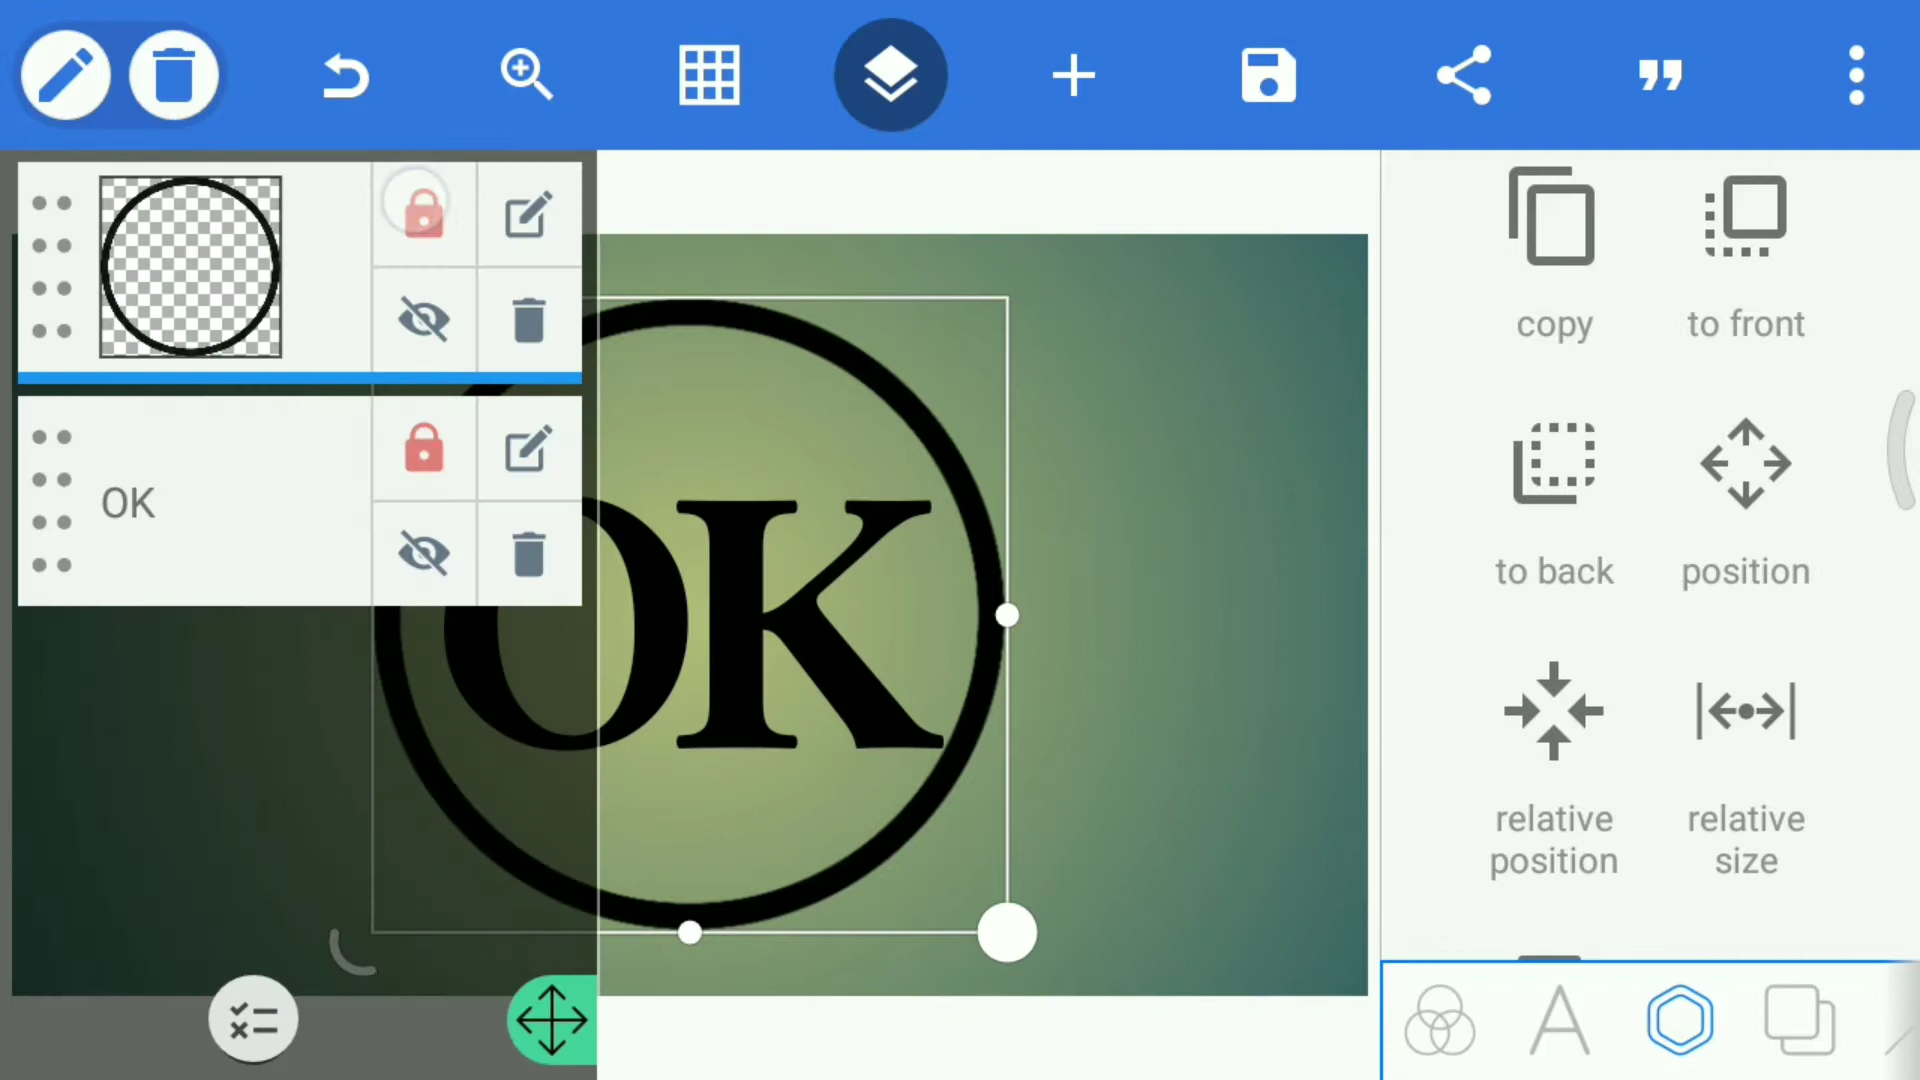 copy
to front
OK
OK
to back
position
relative
position
relative
size